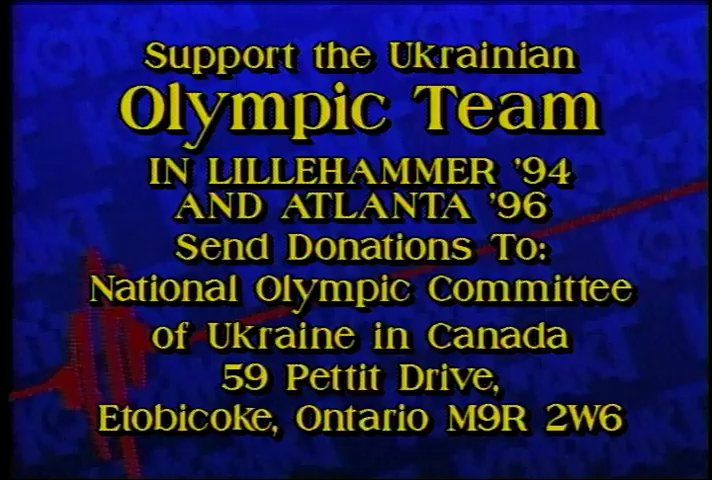 Support the Ukrainian
Olympic Team
IN LILLEHAMMER '94
AND ATLANTA '96
Send Donations To:
National Olympic Committee
of Ukraine in Canada
59 Pettit Drive,
Etobicoke, Ontario M9R 2W6